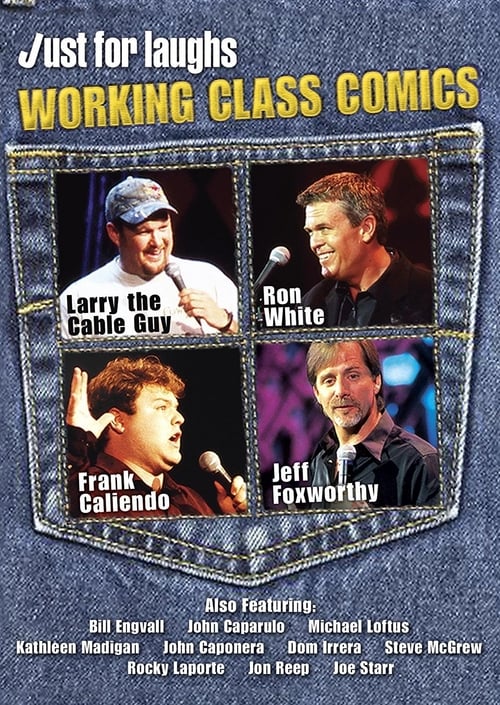 Just for laughs
WORKING CLASS COMICS
Larry the
Cable Guy
Ron
White
Frank
Caliendo
Jeff
Foxworthy
Also Featuring:
Bill Engvall John Caparulo Michael Loftus
Kathleen Madigan John Caponera Dom Irrera Steve McGrew
Rocky Laporte Jon Reep Joe Starr